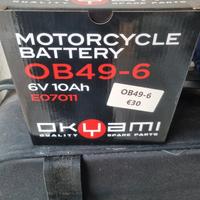 MOTORCYCLE
BATTERY
OB49-6
6V 10Ah
E07011
OB49-6
€30
OKYAMI
QUALITY SPARE PARTS